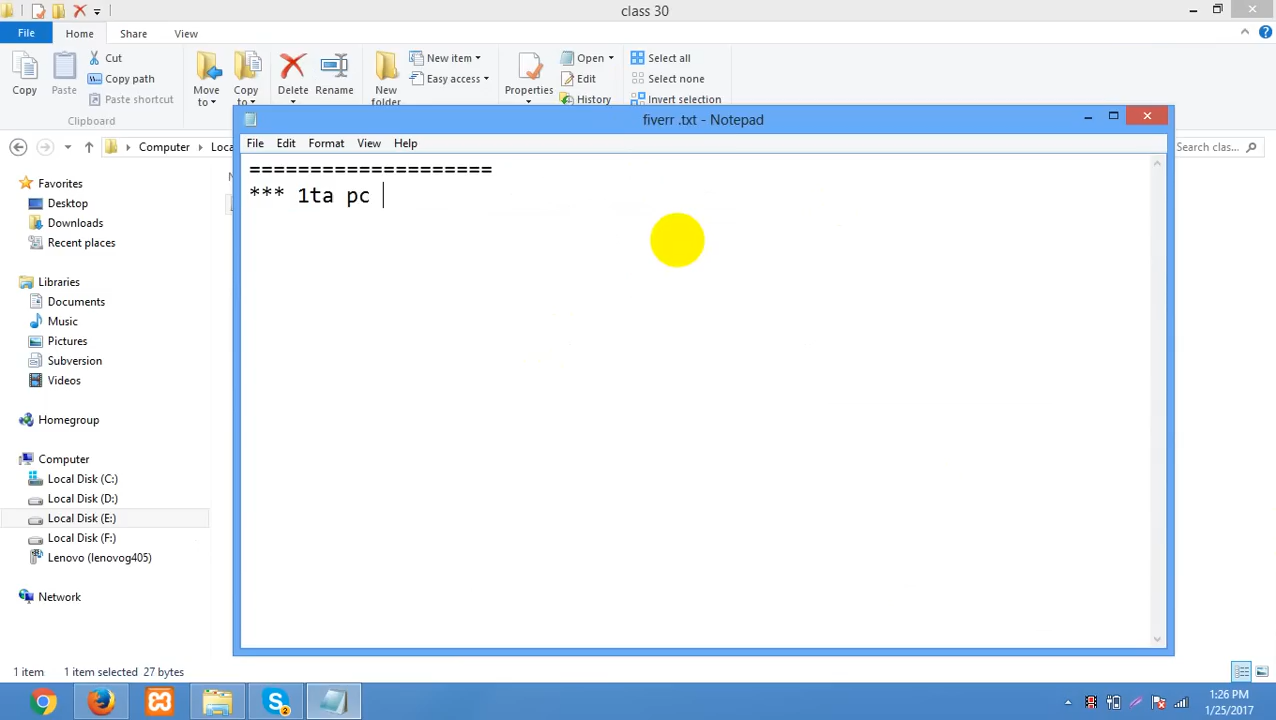 class 30
File
Home
Share
View
Copy
Paste
Cut
Copy path
Paste shortcut
Clipboard
Move to
Copy to
Delete
Rename
New folder
New item
Easy access
Properties
Open
Edit
History
Select all
Select none
Invert selection
Computer
Loca
Search clas...
fiverr .txt - Notepad
File Edit Format View Help
====================
*** 1ta pc
Favorites
Desktop
Downloads
Recent places
Libraries
Documents
Music
Pictures
Subversion
Videos
Homegroup
Computer
Local Disk (C:)
Local Disk (D:)
Local Disk (E:)
Local Disk (F:)
Lenovo (lenovog405)
Network
1 item 1 item selected 27 bytes
2
1:26 PM
1/25/2017